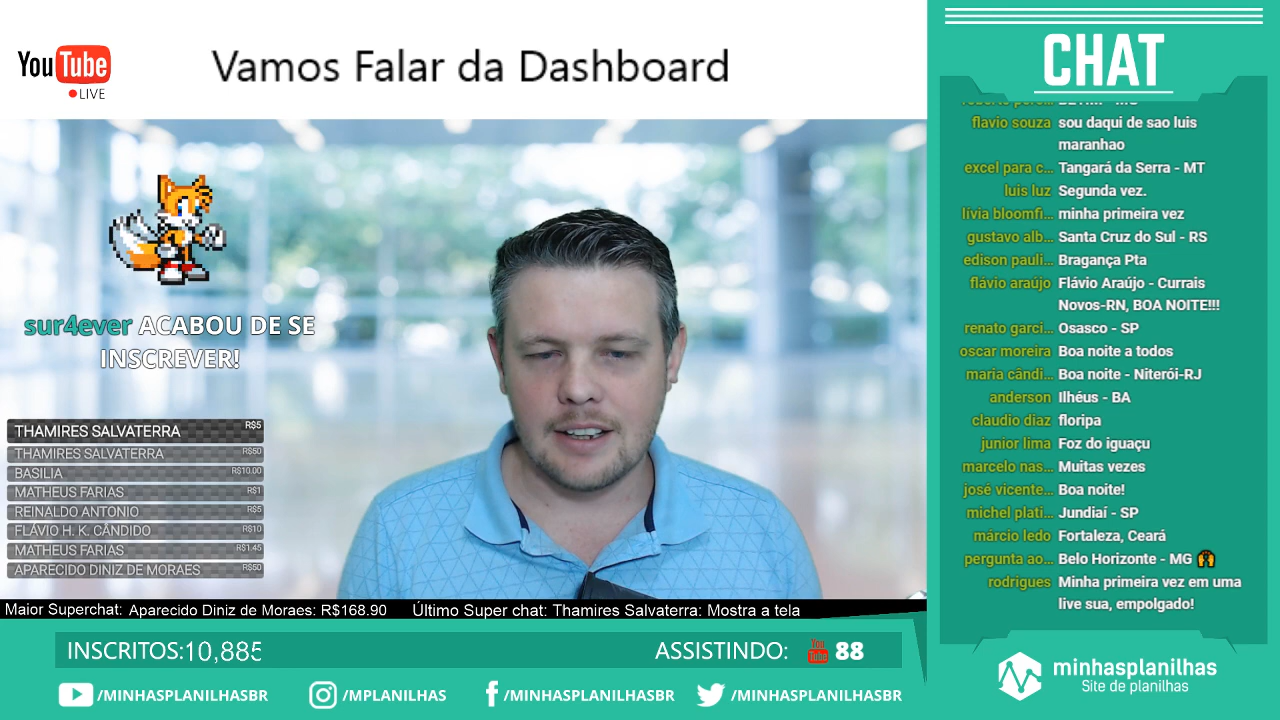 YouTube
LIVE
Vamos Falar da Dashboard
sur4ever ACABOU DE SE
INSCREVER!
THAMIRES SALVATERRA R$5
THAMIRES SALVATERRA R$50
BASILIA R$10.00
MATHEUS FARIAS R$1
REINALDO ANTONIO R$5
FLÁVIO H. K. CÂNDIDO R$10
MATHEUS FARIAS R$1.45
APARECIDO DINIZ DE MORAES R$50
Maior Superchat: Aparecido Diniz de Moraes: R$168.90 Último Super chat: Thamires Salvaterra: Mostra a tela
INSCRITOS:10,885 ASSISTINDO: You Tube 88
/MINHASPLANILHASBR /MPLANILHAS /MINHASPLANILHASBR /MINHASPLANILHASBR
CHAT
flavio souza sou daqui de sao luis
maranhao
excel para c... Tangará da Serra - MT
luis luz Segunda vez.
lívia bloomfi... minha primeira vez
gustavo alb... Santa Cruz do Sul - RS
edison pauli... Bragança Pta
flávio araújo Flávio Araújo - Currais
Novos-RN, BOA NOITE!!!
renato garci... Osasco - SP
oscar moreira Boa noite a todos
maria cândi... Boa noite - Niterói-RJ
anderson Ilhéus - BA
claudio diaz floripa
junior lima Foz do iguaçu
marcelo nas... Muitas vezes
josé vicente... Boa noite!
michel plati... Jundiaí - SP
márcio ledo Fortaleza, Ceará
pergunta ao... Belo Horizonte - MG
rodrigues Minha primeira vez em uma
live sua, empolgado!
minhasplanilhas
Site de planilhas